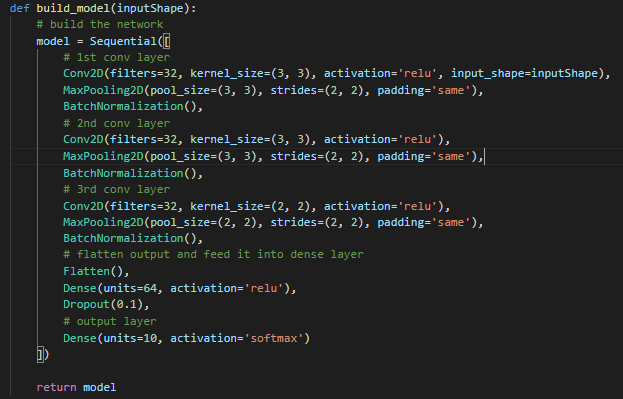 def build_model(inputShape):
    # build the network
    model = Sequential([
        # 1st conv layer
        Conv2D(filters=32, kernel_size=(3, 3), activation='relu', input_shape=inputShape),
        MaxPooling2D(pool_size=(3, 3), strides=(2, 2), padding='same'),
        BatchNormalization(),
        # 2nd conv layer
        Conv2D(filters=32, kernel_size=(3, 3), activation='relu'),
        MaxPooling2D(pool_size=(3, 3), strides=(2, 2), padding='same'),
        BatchNormalization(),
        # 3rd conv layer
        Conv2D(filters=32, kernel_size=(2, 2), activation='relu'),
        MaxPooling2D(pool_size=(2, 2), strides=(2, 2), padding='same'),
        BatchNormalization(),
        # flatten output and feed it into dense layer
        Flatten(),
        Dense(units=64, activation='relu'),
        Dropout(0.1),
        # output layer
        Dense(units=10, activation='softmax')
    ])
    return model